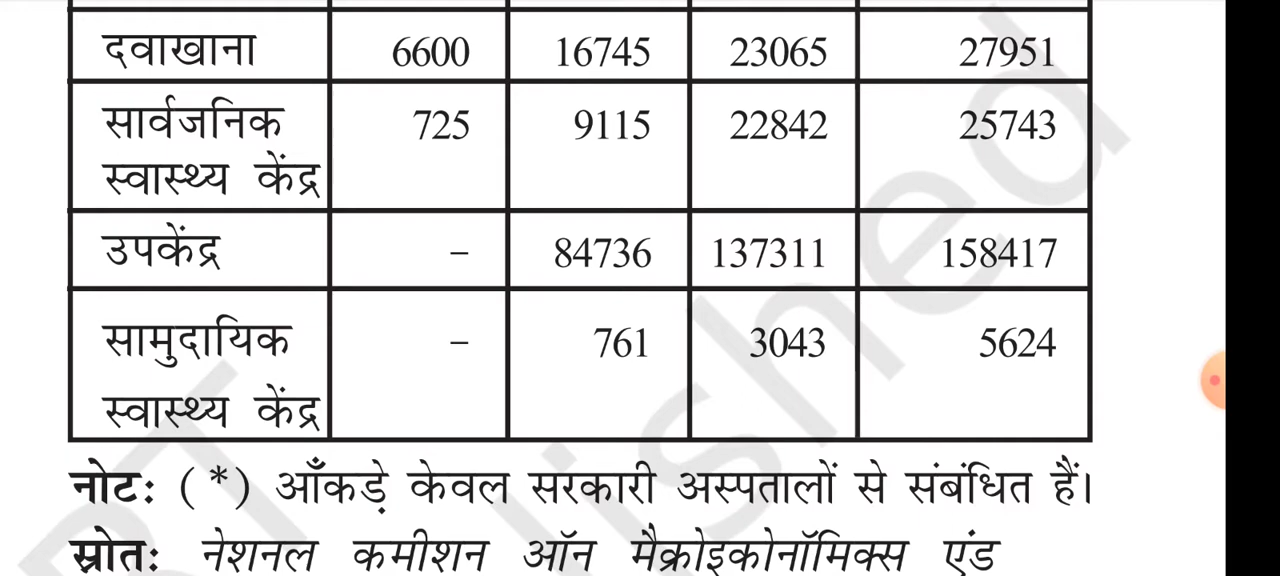 दवाखाना 6600 16745 23065 27951
सार्वजनिक 725 9115 22842 25743
स्वास्थ्य केंद्र
उपकेंद्र – 84736 137311 158417
सामुदायिक – 761 3043 5624
स्वास्थ्य केंद्र
नोटः (*) आँकड़े केवल सरकारी अस्पतालों से संबंधित हैं।
स्रोतः नेशनल कमीशन ऑन मैक्रोइकोनॉमिक्स एंड